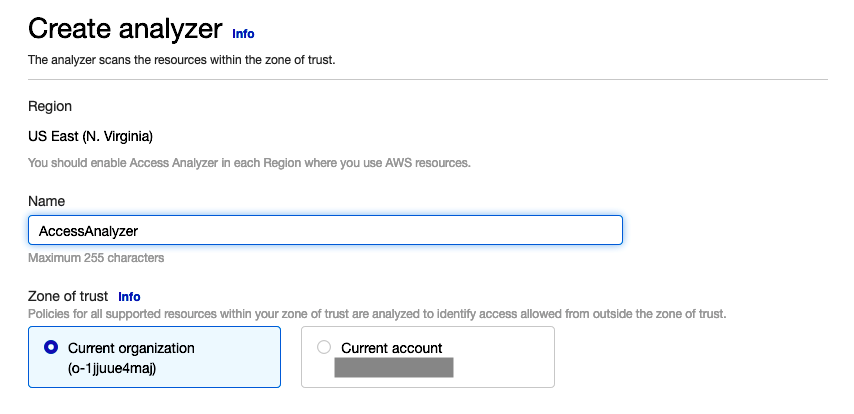 Create analyzer Info
The analyzer scans the resources within the zone of trust.
Region
US East (N. Virginia)
You should enable Access Analyzer in each Region where you use AWS resources.
Name
AccessAnalyzer
Maximum 255 characters
Zone of trust Info
Policies for all supported resources within your zone of trust are analyzed to identify access allowed from outside the zone of trust.
Current organization
(o-1jjuue4maj)
Current account